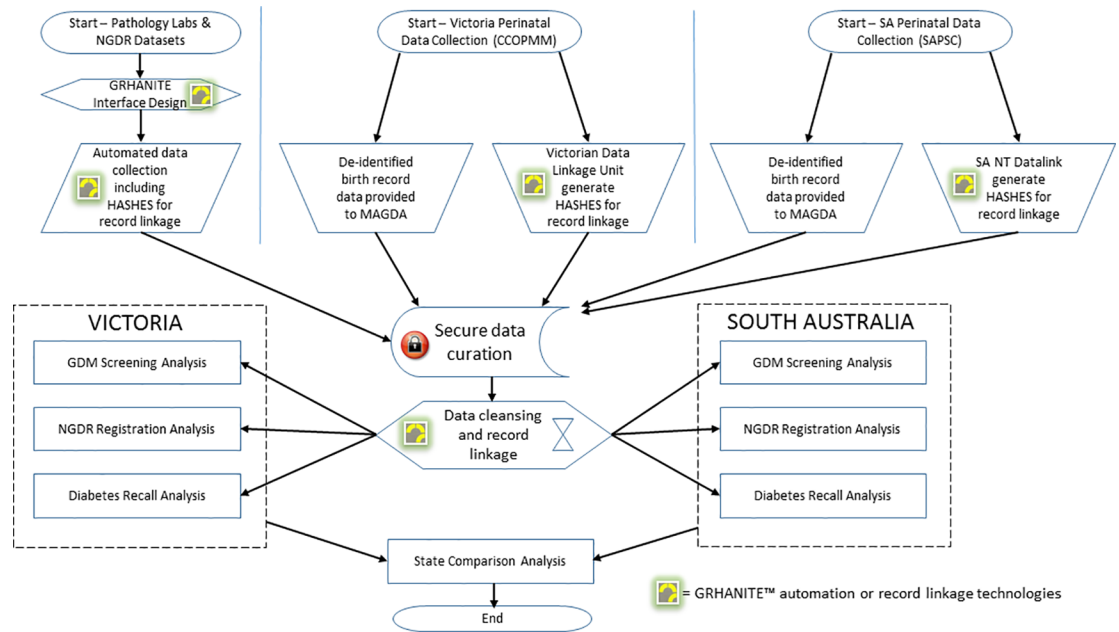 Start – Pathology Labs &
NGDR Datasets
GRHANITE
Interface Design
Automated data
collection
including
HASHES for
record linkage
Start – Victoria Perinatal
Data Collection (CCOPMM)
De-identified
birth record
data provided
to MAGDA
Victorian Data
Linkage Unit
generate
HASHES for
record linkage
Start – SA Perinatal Data
Collection (SAPSC)
De-identified
birth record
data provided
to MAGDA
SA NT Datalink
generate
HASHES for
record linkage
Secure data
curation
Data cleansing
and record
linkage
VICTORIA
GDM Screening Analysis
NGDR Registration Analysis
Diabetes Recall Analysis
SOUTH AUSTRALIA
GDM Screening Analysis
NGDR Registration Analysis
Diabetes Recall Analysis
State Comparison Analysis
End
= GRHANITE™ automation or record linkage technologies